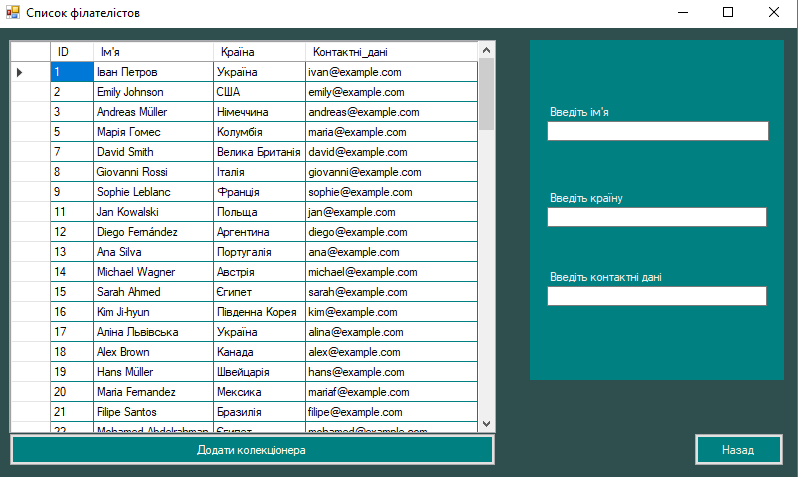 Список філателістів
ID Ім'я Країна Контактні_дані
1 Іван Петров Україна ivan@example.com
2 Emily Johnson США emily@example.com
3 Andreas Müller Німеччина andreas@example.com
5 Марія Гомес Колумбія maria@example.com
7 David Smith Велика Британія david@example.com
8 Giovanni Rossi Італія giovanni@example.com
9 Sophie Leblanc Франція sophie@example.com
11 Jan Kowalski Польща jan@example.com
12 Diego Fernández Аргентина diego@example.com
13 Ana Silva Португалія ana@example.com
14 Michael Wagner Австрія michael@example.com
15 Sarah Ahmed Єгипет sarah@example.com
16 Kim Ji-hyun Південна Корея kim@example.com
17 Аліна Львівська Україна alina@example.com
18 Alex Brown Канада alex@example.com
19 Hans Müller Швейцарія hans@example.com
20 Maria Fernandez Мексика mariaf@example.com
21 Filipe Santos Бразилія filipe@example.com
22 Mohamed Abdelrahman Єгипет mohamed@example.com
Додати колекціонера
Введіть ім'я
Введіть країну
Введіть контактні дані
Назад